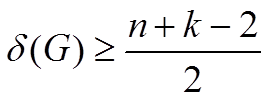 δ(G) ≥ (n + k − 2) / 2